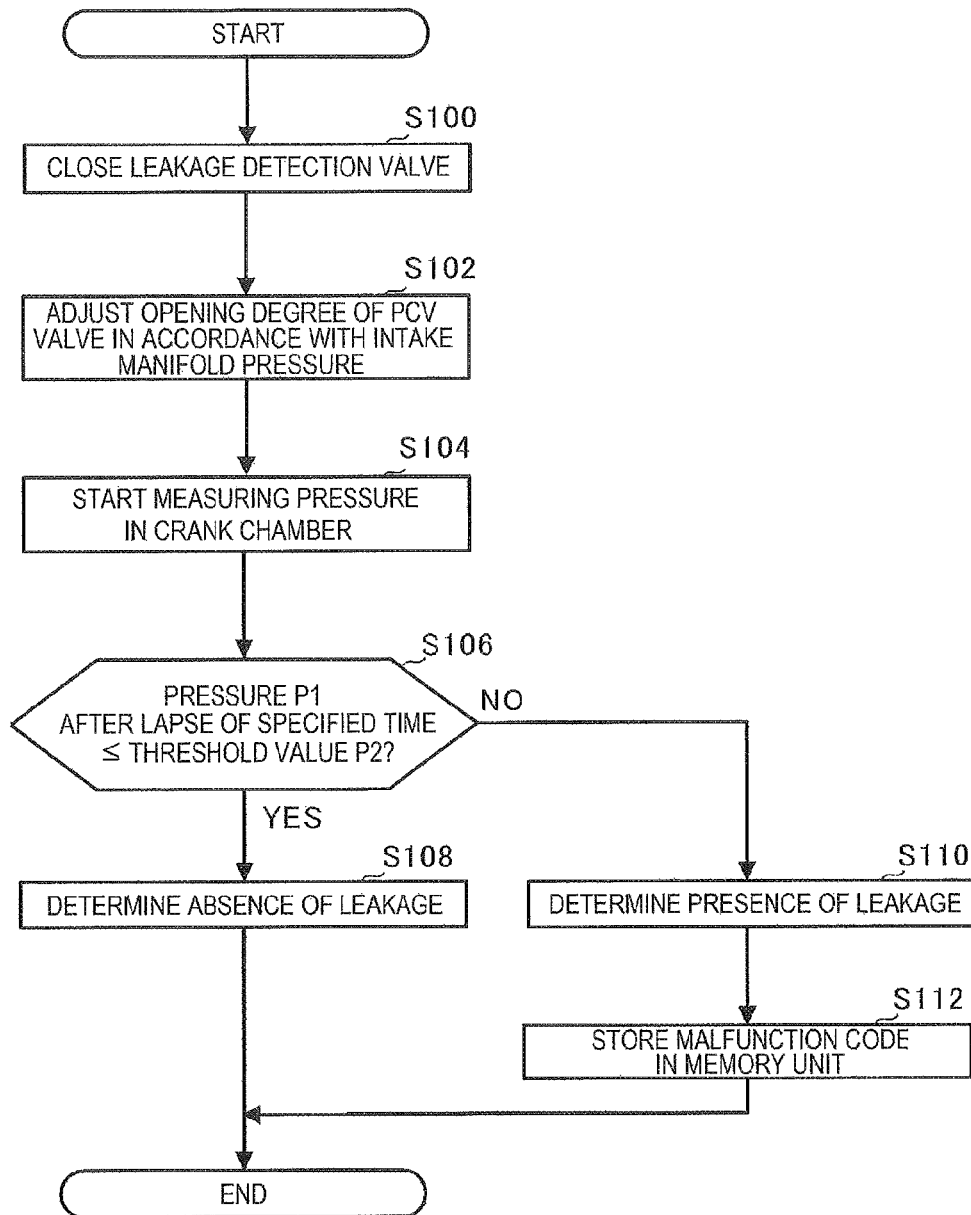 START
S100
CLOSE LEAKAGE DETECTION VALVE
S102
ADJUST OPENING DEGREE OF PCV
VALVE IN ACCORDANCE WITH INTAKE
MANIFOLD PRESSURE
S104
START MEASURING PRESSURE
IN CRANK CHAMBER
S106
PRESSURE P1
AFTER LAPSE OF SPECIFIED TIME
≤ THRESHOLD VALUE P2?
NO
YES
S108
DETERMINE ABSENCE OF LEAKAGE
S110
DETERMINE PRESENCE OF LEAKAGE
S112
STORE MALFUNCTION CODE
IN MEMORY UNIT
END